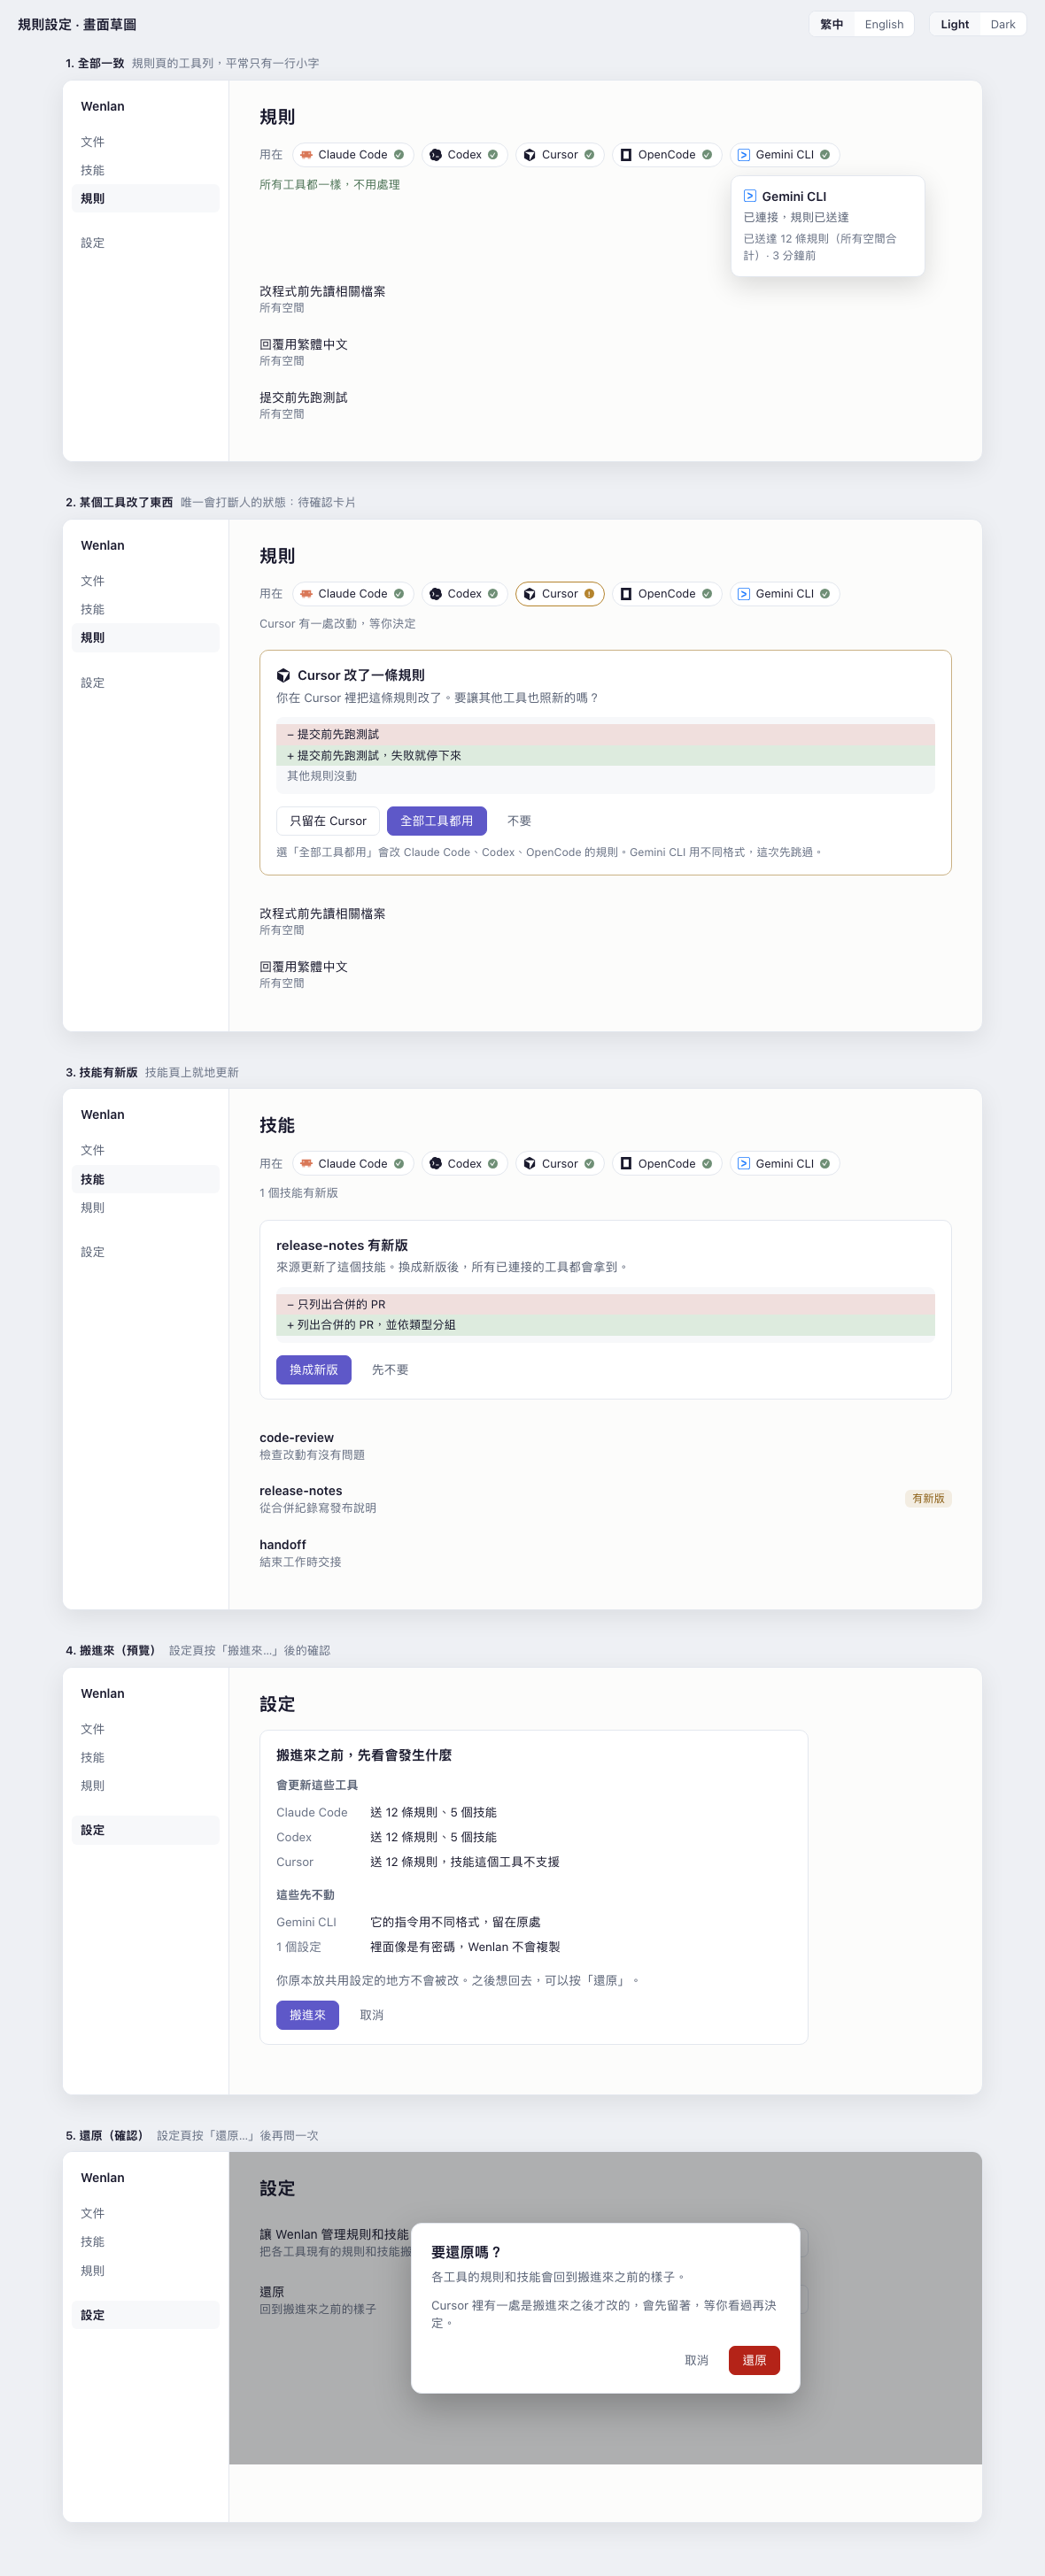 規則設定 · 畫面草圖
繁中 English Light Dark
1. 全部一致 規則頁的工具列，平常只有一行小字
Wenlan
文件
技能
規則
設定
規則
用在 Claude Code Codex Cursor OpenCode Gemini CLI
所有工具都一樣，不用處理
Gemini CLI
已連接，規則已送達
已送達 12 條規則（所有空間合
計）· 3 分鐘前
改程式前先讀相關檔案
所有空間
回覆用繁體中文
所有空間
提交前先跑測試
所有空間
2. 某個工具改了東西 唯一會打斷人的狀態：待確認卡片
Wenlan
文件
技能
規則
設定
規則
用在 Claude Code Codex Cursor OpenCode Gemini CLI
Cursor 有一處改動，等你決定
Cursor 改了一條規則
你在 Cursor 裡把這條規則改了。要讓其他工具也照新的嗎？
− 提交前先跑測試
+ 提交前先跑測試，失敗就停下來
其他規則沒動
只留在 Cursor 全部工具都用 不要
選「全部工具都用」會改 Claude Code、Codex、OpenCode 的規則。Gemini CLI 用不同格式，這次先跳過。
改程式前先讀相關檔案
所有空間
回覆用繁體中文
所有空間
3. 技能有新版 技能頁上就地更新
Wenlan
文件
技能
規則
設定
技能
用在 Claude Code Codex Cursor OpenCode Gemini CLI
1 個技能有新版
release-notes 有新版
來源更新了這個技能。換成新版後，所有已連接的工具都會拿到。
− 只列出合併的 PR
+ 列出合併的 PR，並依類型分組
換成新版 先不要
code-review
檢查改動有沒有問題
release-notes
從合併紀錄寫發布說明
有新版
handoff
結束工作時交接
4. 搬進來（預覽） 設定頁按「搬進來…」後的確認
Wenlan
文件
技能
規則
設定
設定
搬進來之前，先看會發生什麼
會更新這些工具
Claude Code 送 12 條規則、5 個技能
Codex 送 12 條規則、5 個技能
Cursor 送 12 條規則，技能這個工具不支援
這些先不動
Gemini CLI 它的指令用不同格式，留在原處
1 個設定 裡面像是有密碼，Wenlan 不會複製
你原本放共用設定的地方不會被改。之後想回去，可以按「還原」。
搬進來 取消
5. 還原（確認） 設定頁按「還原…」後再問一次
Wenlan
文件
技能
規則
設定
設定
讓 Wenlan 管理規則和技能
把各工具現有的規則和技能搬
還原
回到搬進來之前的樣子
要還原嗎？
各工具的規則和技能會回到搬進來之前的樣子。
Cursor 裡有一處是搬進來之後才改的，會先留著，等你看過再決
定。
取消 還原